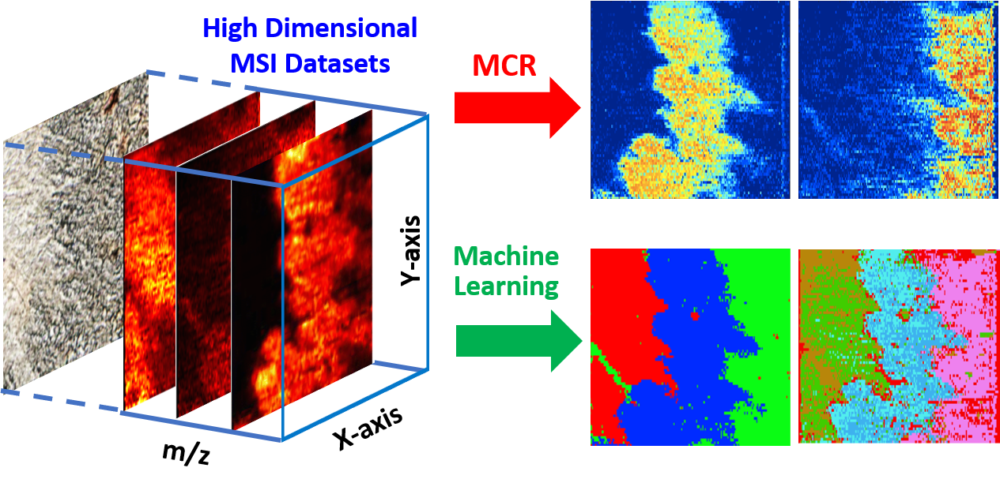 High Dimensional
MSI Datasets
MCR
Machine
Learning
Y-axis
X-axis
m/z